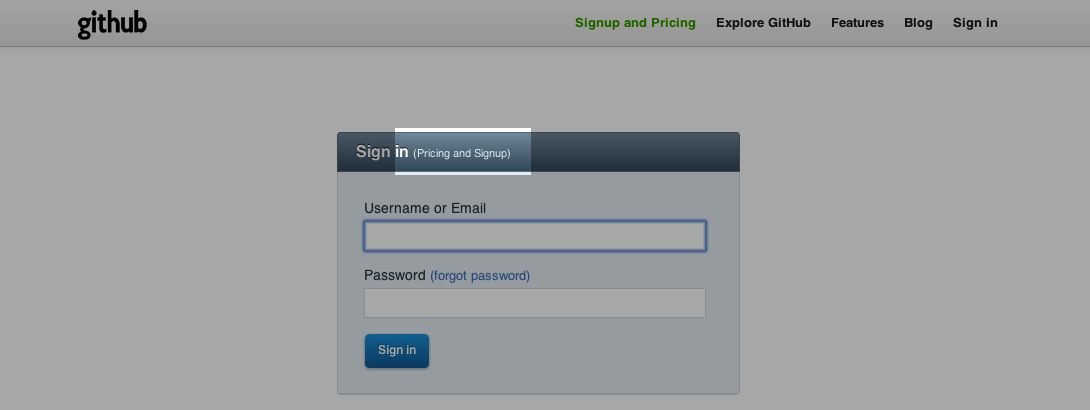 github
Signup and Pricing Explore GitHub Features Blog Sign in
Sign in (Pricing and Signup)
Username or Email
Password (forgot password)
Sign in